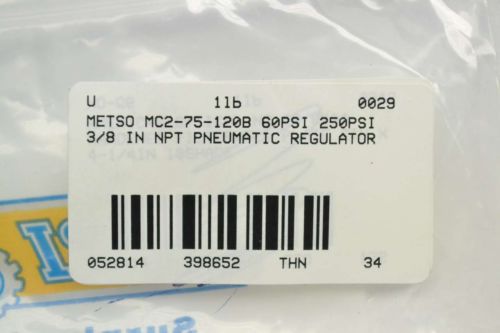 U 1lb 0029
METSO MC2-75-120B 60PSI 250PSI
3/8 IN NPT PNEUMATIC REGULATOR
052814 398652 THN 34